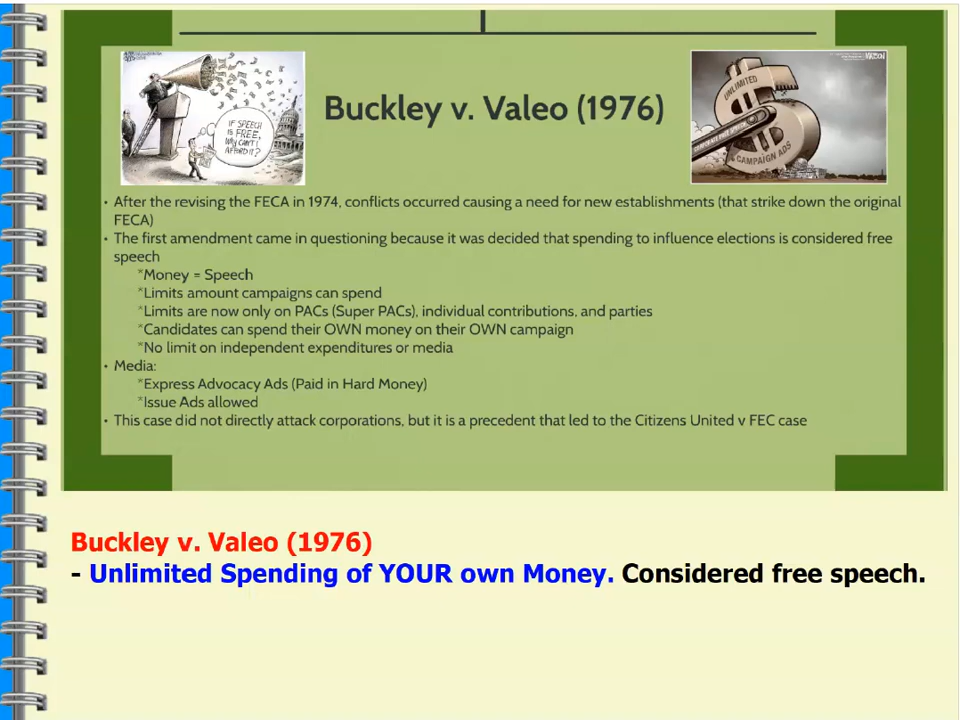 IF SPEECH
IS FREE,
WHY CAN'T I
AFFORD IT?
Buckley v. Valeo (1976)
UNLIMITED
CAMPAIGN ADS
• After the revising the FECA in 1974, conflicts occurred causing a need for new establishments (that strike down the original
FECA)
• The first amendment came in questioning because it was decided that spending to influence elections is considered free
speech
*Money = Speech
*Limits amount campaigns can spend
*Limits are now only on PACs (Super PACs), individual contributions, and parties
*Candidates can spend their OWN money on their OWN campaign
*No limit on independent expenditures or media
• Media:
*Express Advocacy Ads (Paid in Hard Money)
*Issue Ads allowed
• This case did not directly attack corporations, but it is a precedent that led to the Citizens United v FEC case
Buckley v. Valeo (1976)
- Unlimited Spending of YOUR own Money. Considered free speech.